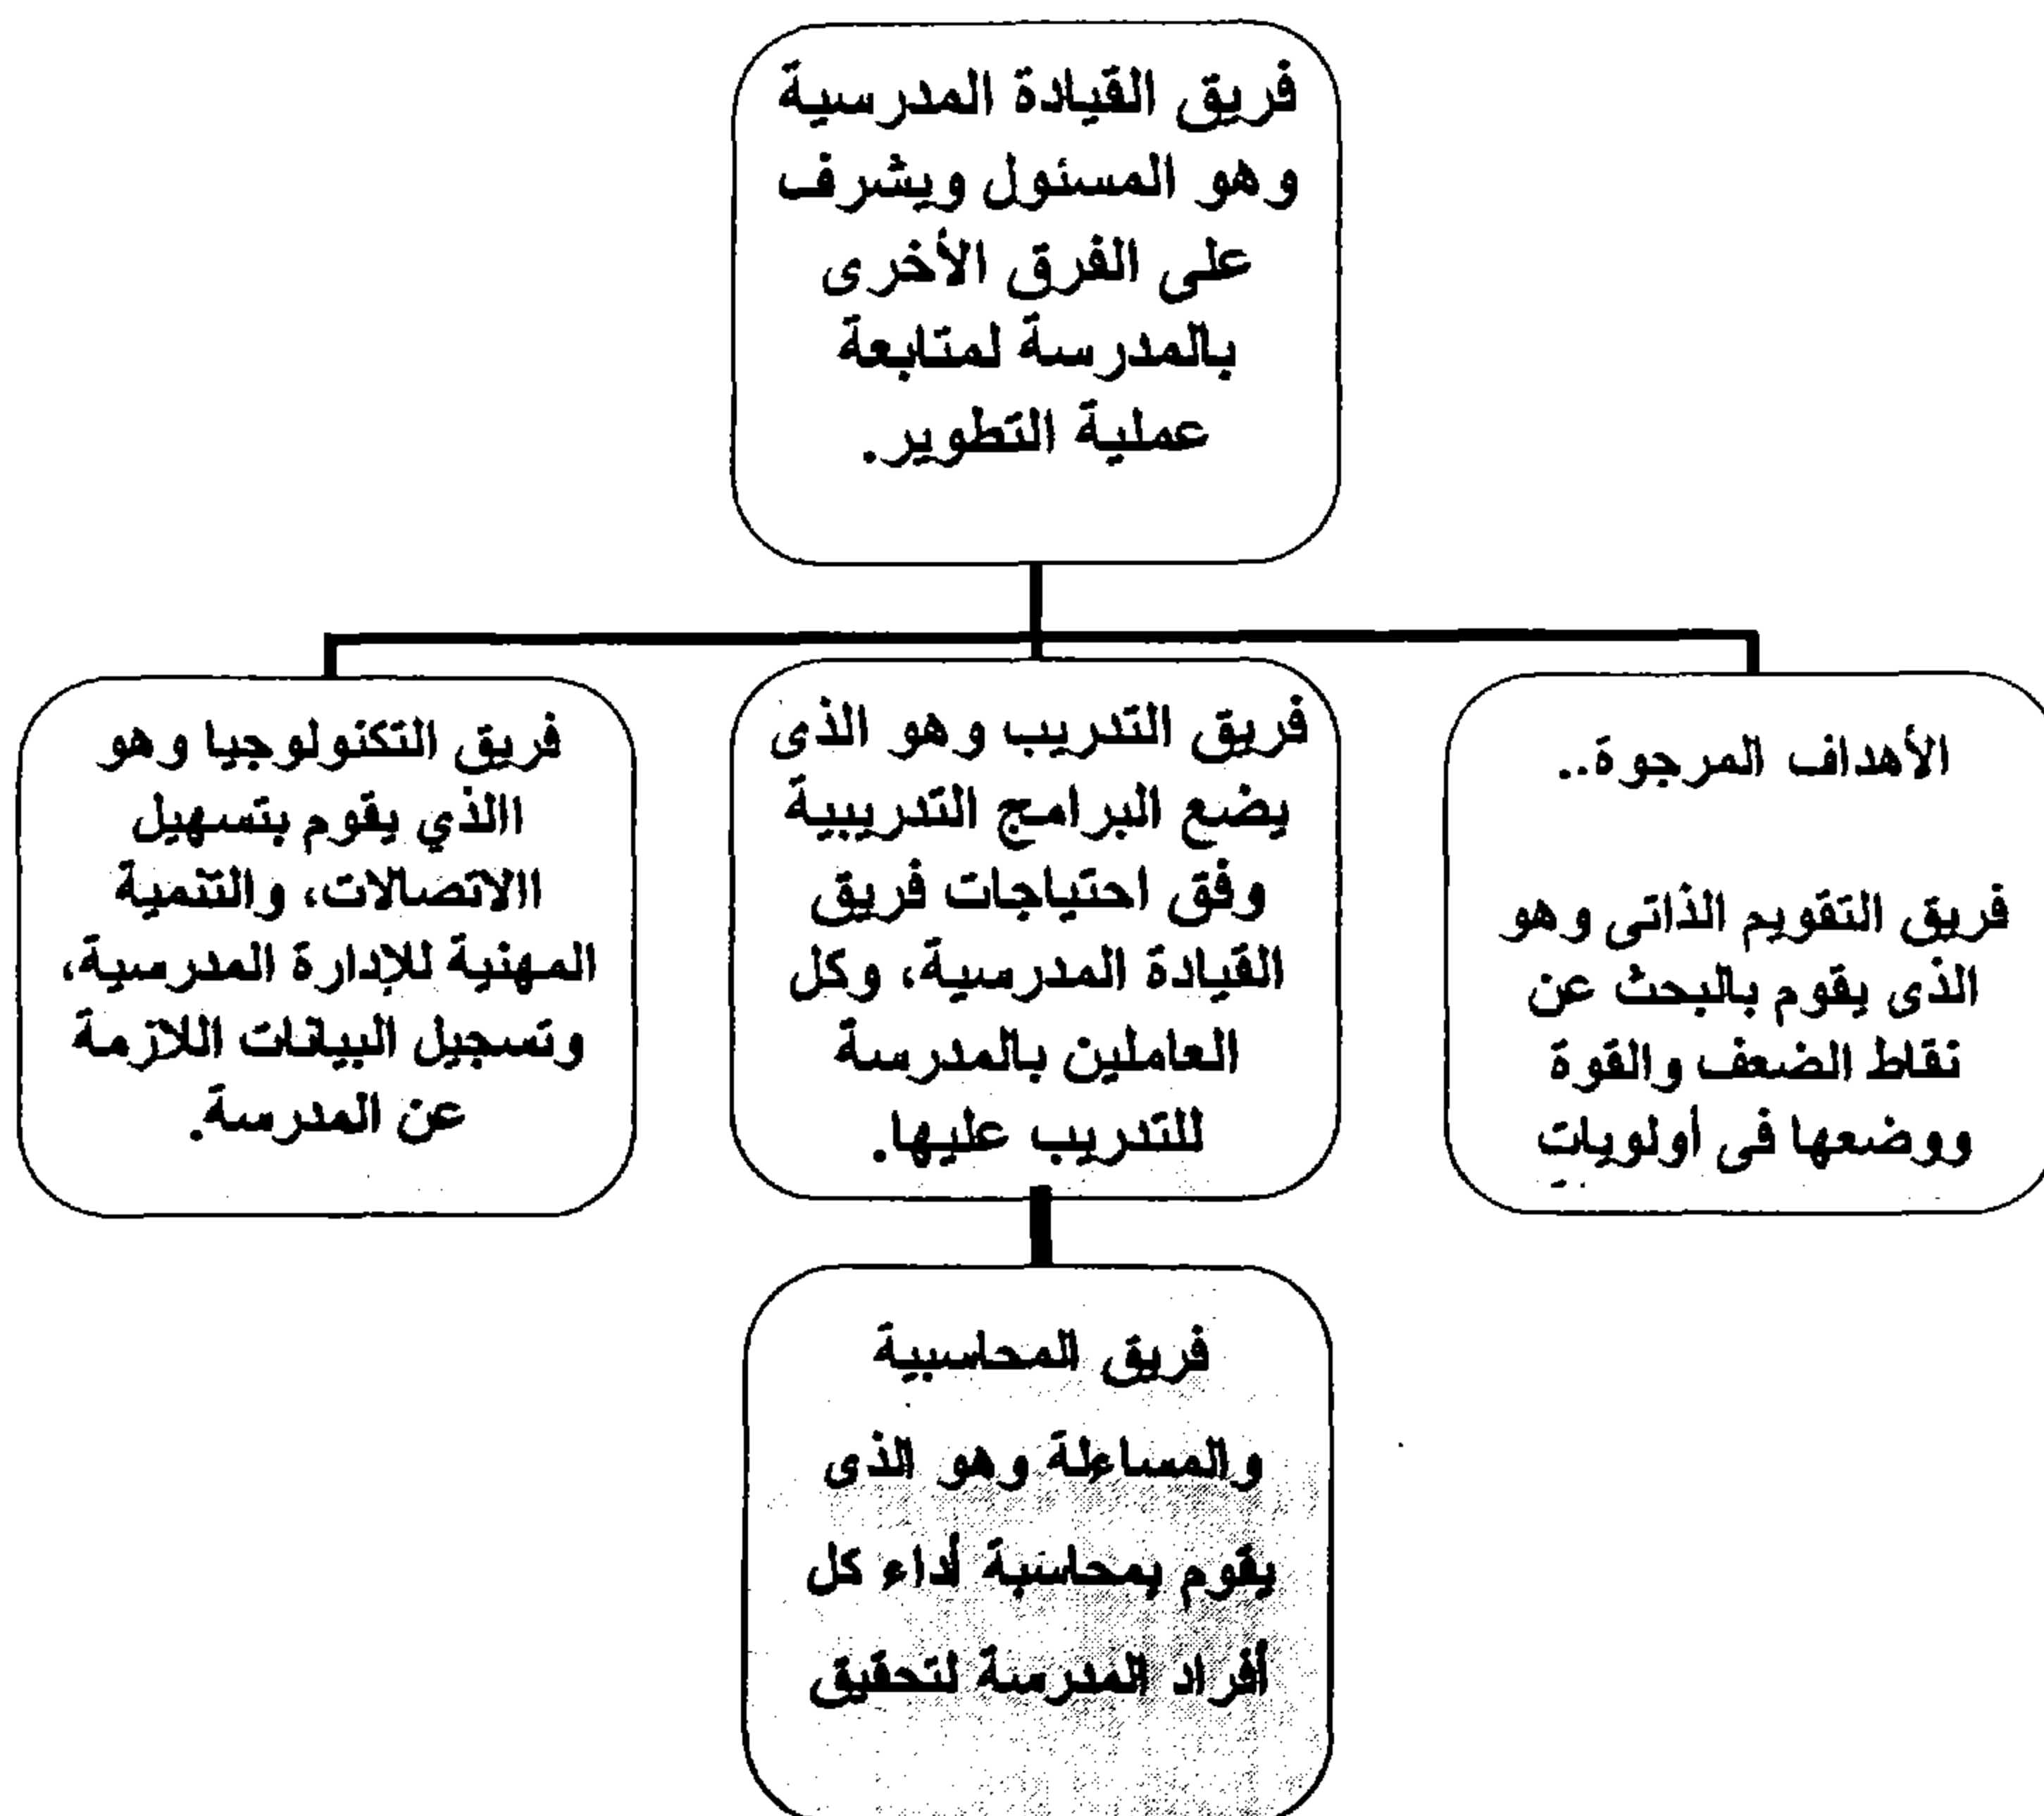 فريق القيادة المدرسية
وهو المسئول ويشرف
على الفرق الأخرى
بالمدرسة لمتابعة
عملية التطوير.
الأهداف المرجوة..
فريق التقويم الذاتى وهو
الذى يقوم بالبحث عن
نقاط الضعف والقوة
ووضعها فى أولويات
فريق التدريب وهو الذى
يضع البرامج التدريبية
وفق احتياجات فريق
القيادة المدرسية، وكل
العاملين بالمدرسة
للتدريب عليها.
فريق التكنولوجيا وهو
االذي يقوم بتسهيل
االاتصالات، والتنمية
المهنية للإدارة المدرسية،
وتسجيل البيانات اللازمة
عن المدرسة.
فريق المحاسبية
والمساءلة وهو الذى
يقوم بمحاسبة أداء كل
أفراد المدرسة لتحقيق